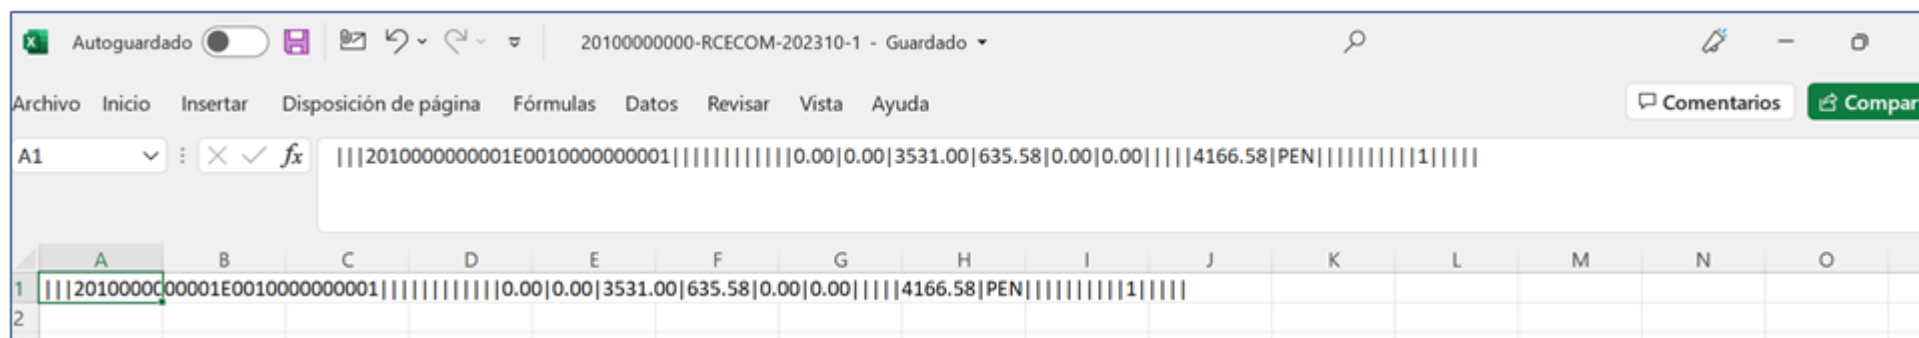 Autoguardado 20100000000-RCECOM-202310-1 - Guardado
Archivo Inicio Insertar Disposición de página Fórmulas Datos Revisar Vista Ayuda Comentarios Compar
A1 fx |||2010000000001E0010000000001||||||||||||0.00|0.00|3531.00|635.58|0.00|0.00|||||4166.58|PEN||||||||||1|||||
A B C D E F G H I J K L M N O
1 |||2010000000001E0010000000001||||||||||||0.00|0.00|3531.00|635.58|0.00|0.00|||||4166.58|PEN||||||||||1|||||
2